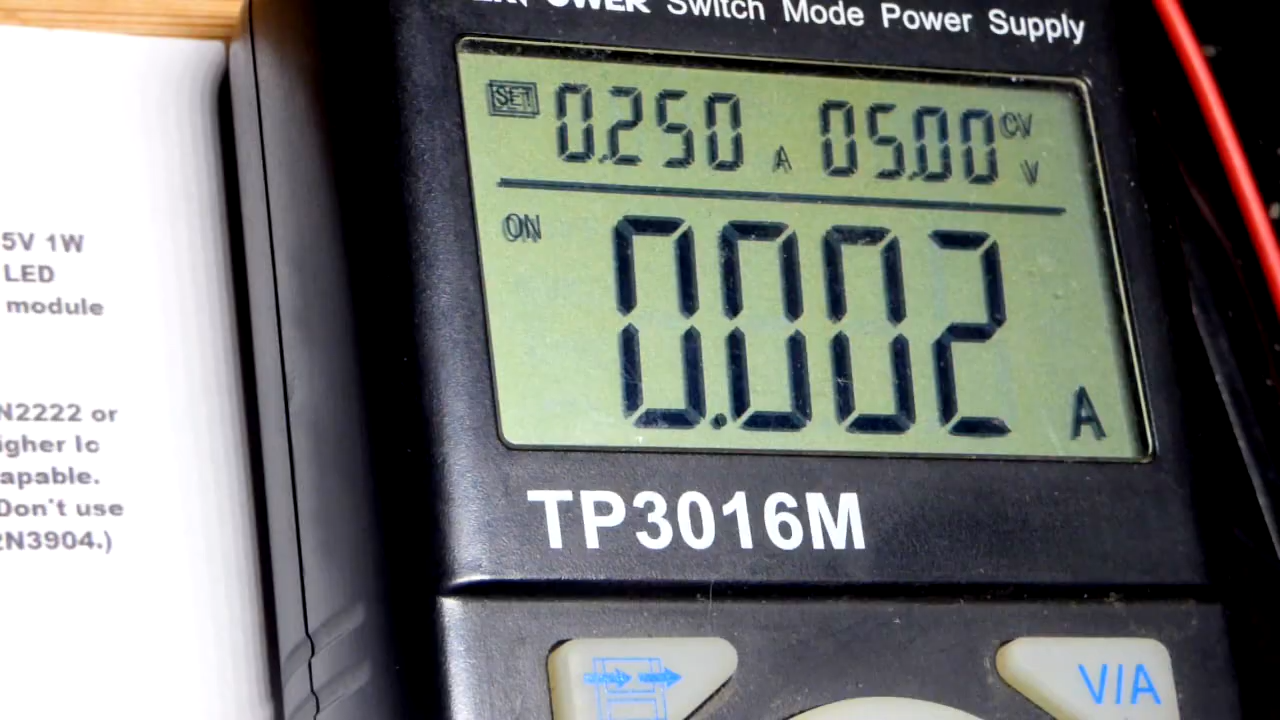 Switch Mode Power Supply
SET 0.250 A 05.00 CV V
ON 0.002 A
TP3016M
V/A
5V 1W
LED
module
N2222 or
igher Ic
apable.
Don't use
2N3904.)